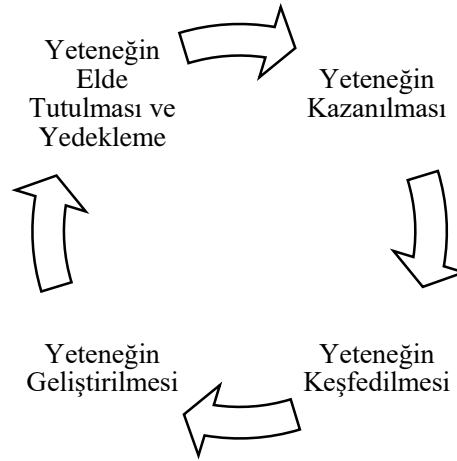 Yeteneğin
Elde
Tutulması ve
Yedekleme
Yeteneğin
Kazanılması
Yeteneğin
Keşfedilmesi
Yeteneğin
Geliştirilmesi